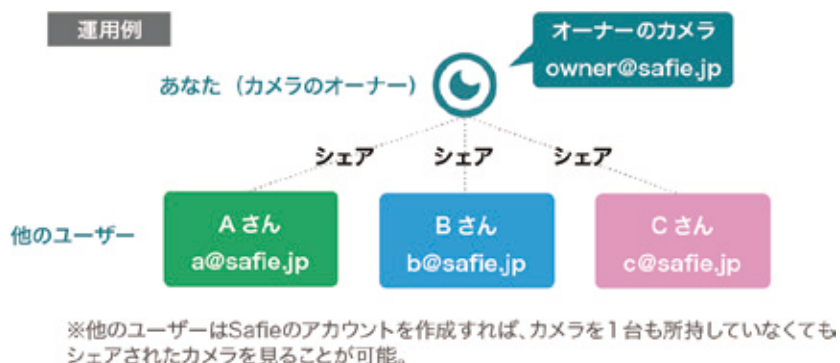 運用例
オーナーのカメラ
owner@safie.jp
あなた（カメラのオーナー）
シェア シェア シェア
他のユーザー
Aさん
a@safie.jp
Bさん
b@safie.jp
Cさん
c@safie.jp
※他のユーザーはSafieのアカウントを作成すれば、カメラを1台も所持していなくても
シェアされたカメラを見ることが可能。